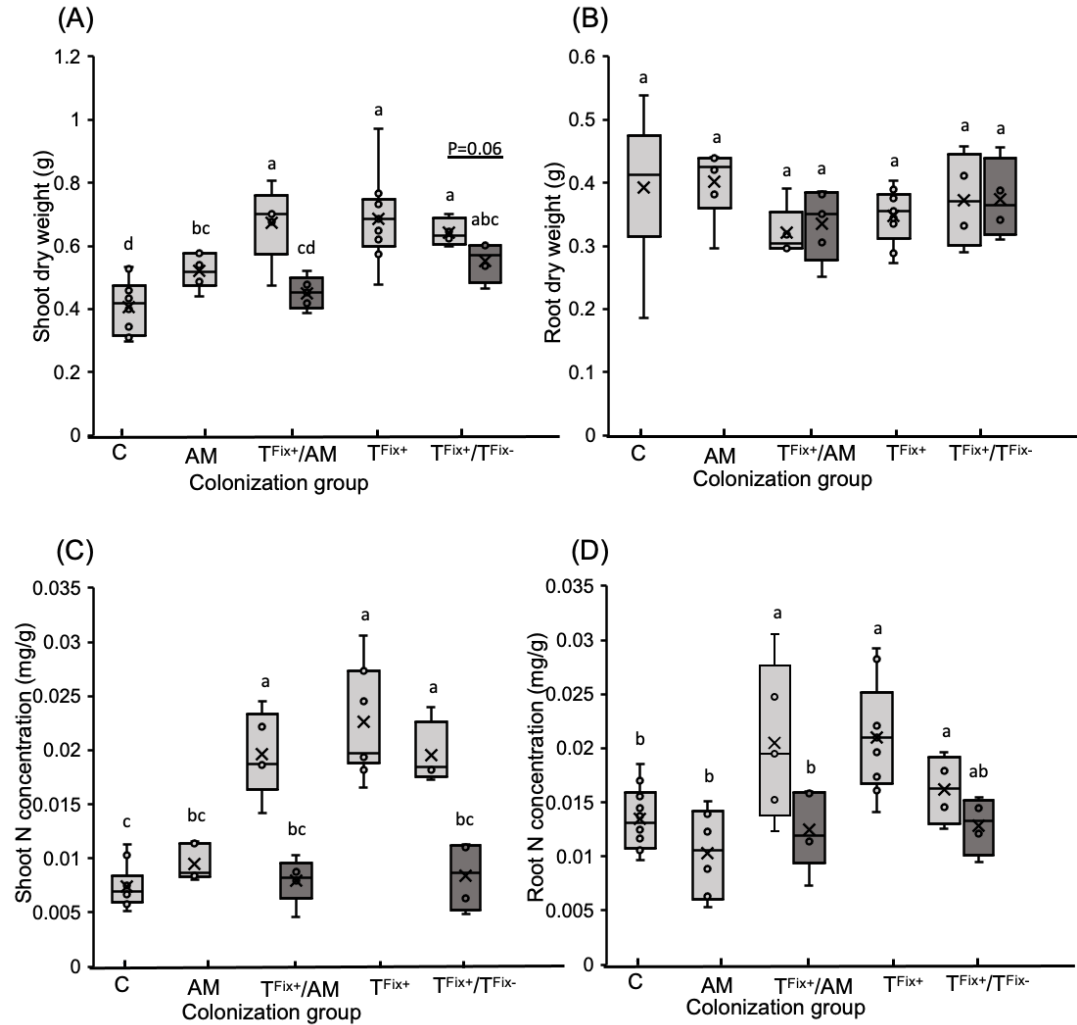 (A)
Shoot dry weight (g)
1.2
1
0.8
0.6
0.4
0.2
0
d
bc
a
cd
a
P=0.06
a
abc
C
AM
TFix+/AM
TFix+
TFix+/TFix-
Colonization group
(B)
Root dry weight (g)
0.6
0.5
0.4
0.3
0.2
0.1
0
a
a
a
a
a
a
a
C
AM
TFix+/AM
TFix+
TFix+/TFix-
Colonization group
(C)
Shoot N concentration (mg/g)
0.035
0.03
0.025
0.02
0.015
0.01
0.005
0
c
bc
a
bc
a
a
bc
C
AM
TFix+/AM
TFix+
TFix+/TFix-
Colonization group
(D)
Root N concentration (mg/g)
0.035
0.03
0.025
0.02
0.015
0.01
0.005
0
b
b
a
b
a
a
ab
C
AM
TFix+/AM
TFix+
TFix+/TFix-
Colonization group